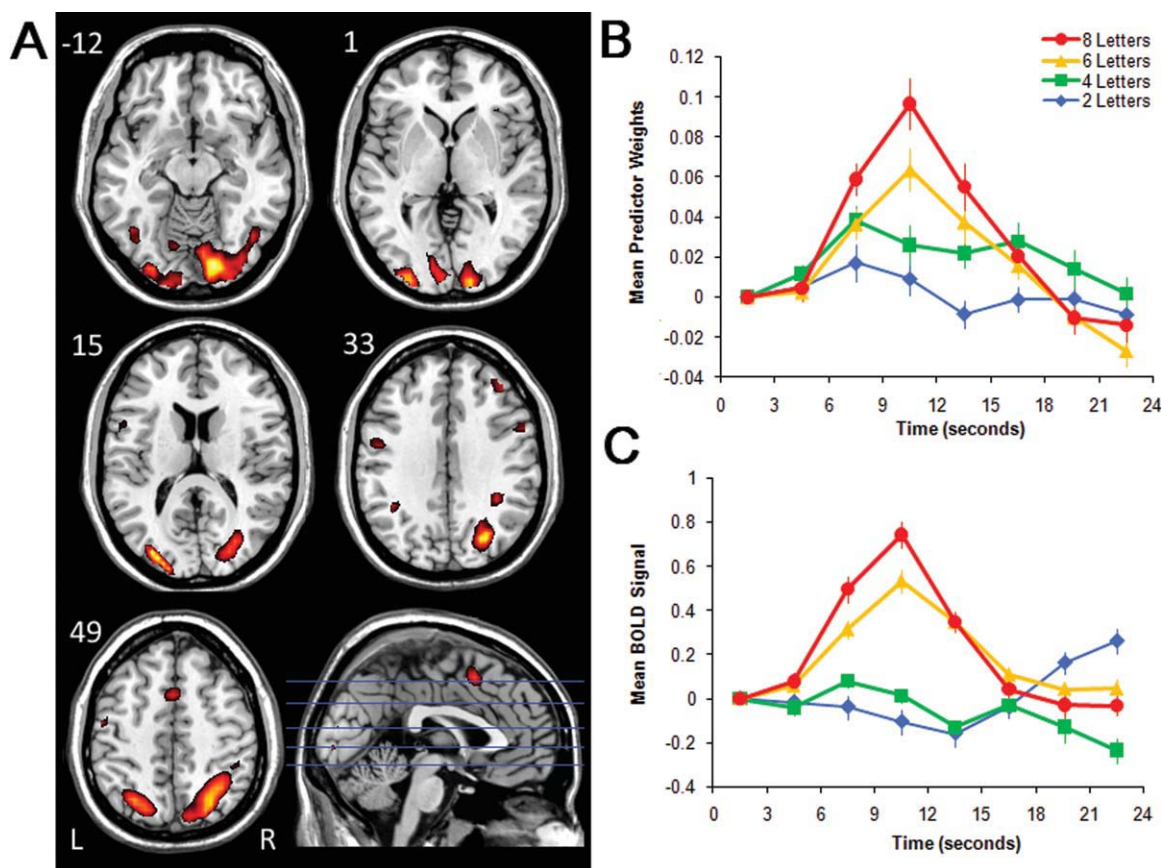 A
-12
1
15
33
49
L
R
B
8 Letters
6 Letters
4 Letters
2 Letters
Mean Predictor Weights
0.12
0.1
0.08
0.06
0.04
0.02
0
-0.02
-0.04
0 3 6 9 12 15 18 21 24
Time (seconds)
C
Mean BOLD Signal
1
0.8
0.6
0.4
0.2
0
-0.2
-0.4
0 3 6 9 12 15 18 21 24
Time (seconds)